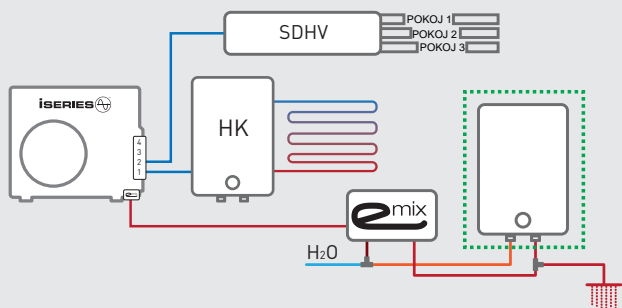 SDHV
POKOJ 1
POKOJ 2
POKOJ 3
iSERIES
4
3
2
1
e
HK
emix
H₂O